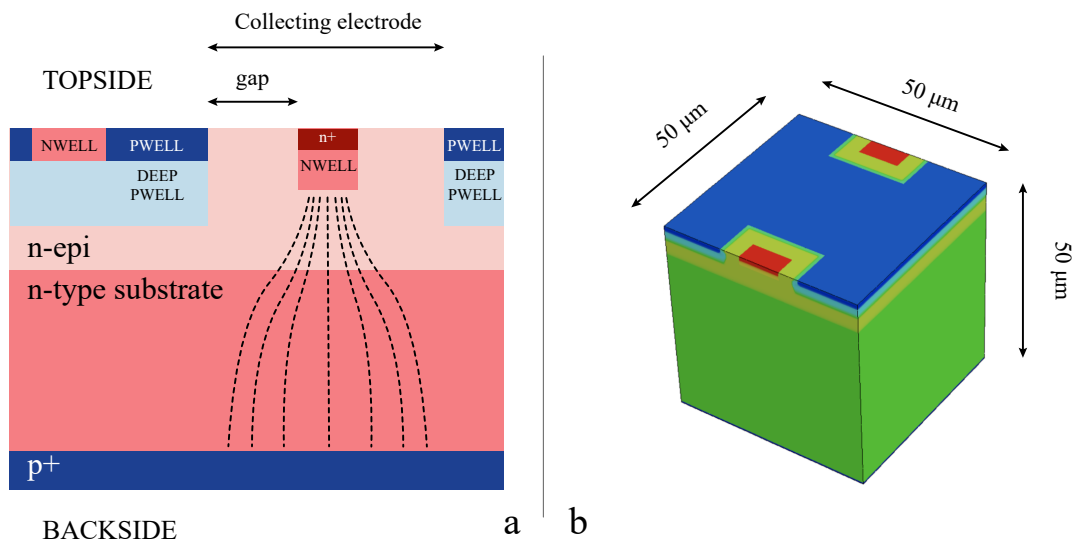 Collecting electrode
TOPSIDE
gap
n+
NWELL
PWELL
NWELL
PWELL
DEEP
PWELL
DEEP
PWELL
n-epi
n-type substrate
p+
BACKSIDE
a
50 μm
50 μm
50 μm
b